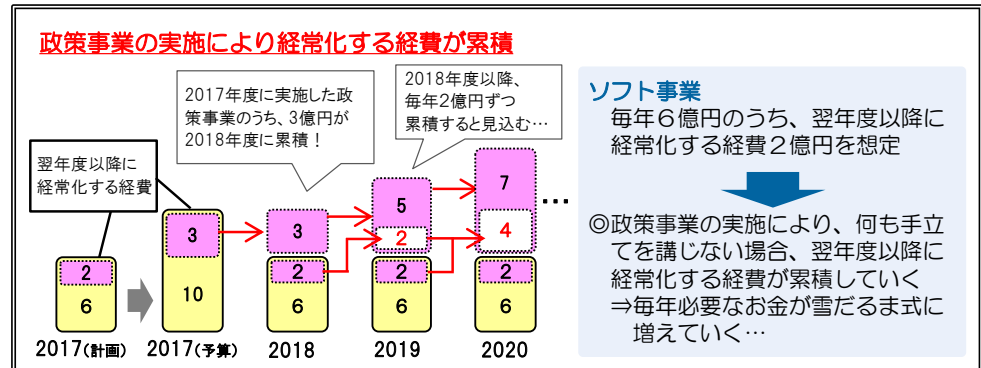 政策事業の実施により経常化する経費が累積
翌年度以降に
経常化する経費
2017年度に実施した政
策事業のうち、3億円が
2018年度に累積！
2018年度以降、
毎年2億円ずつ
累積すると見込む…
2
6
2017(計画)
3
10
2017(予算)
3
2
6
2018
5
2
2
6
2019
7
4
2
6
2020
…
ソフト事業
毎年６億円のうち、翌年度以降に
経常化する経費２億円を想定
◎政策事業の実施により、何も手立
てを講じない場合、翌年度以降に
経常化する経費が累積していく
⇒毎年必要なお金が雪だるま式に
増えていく…